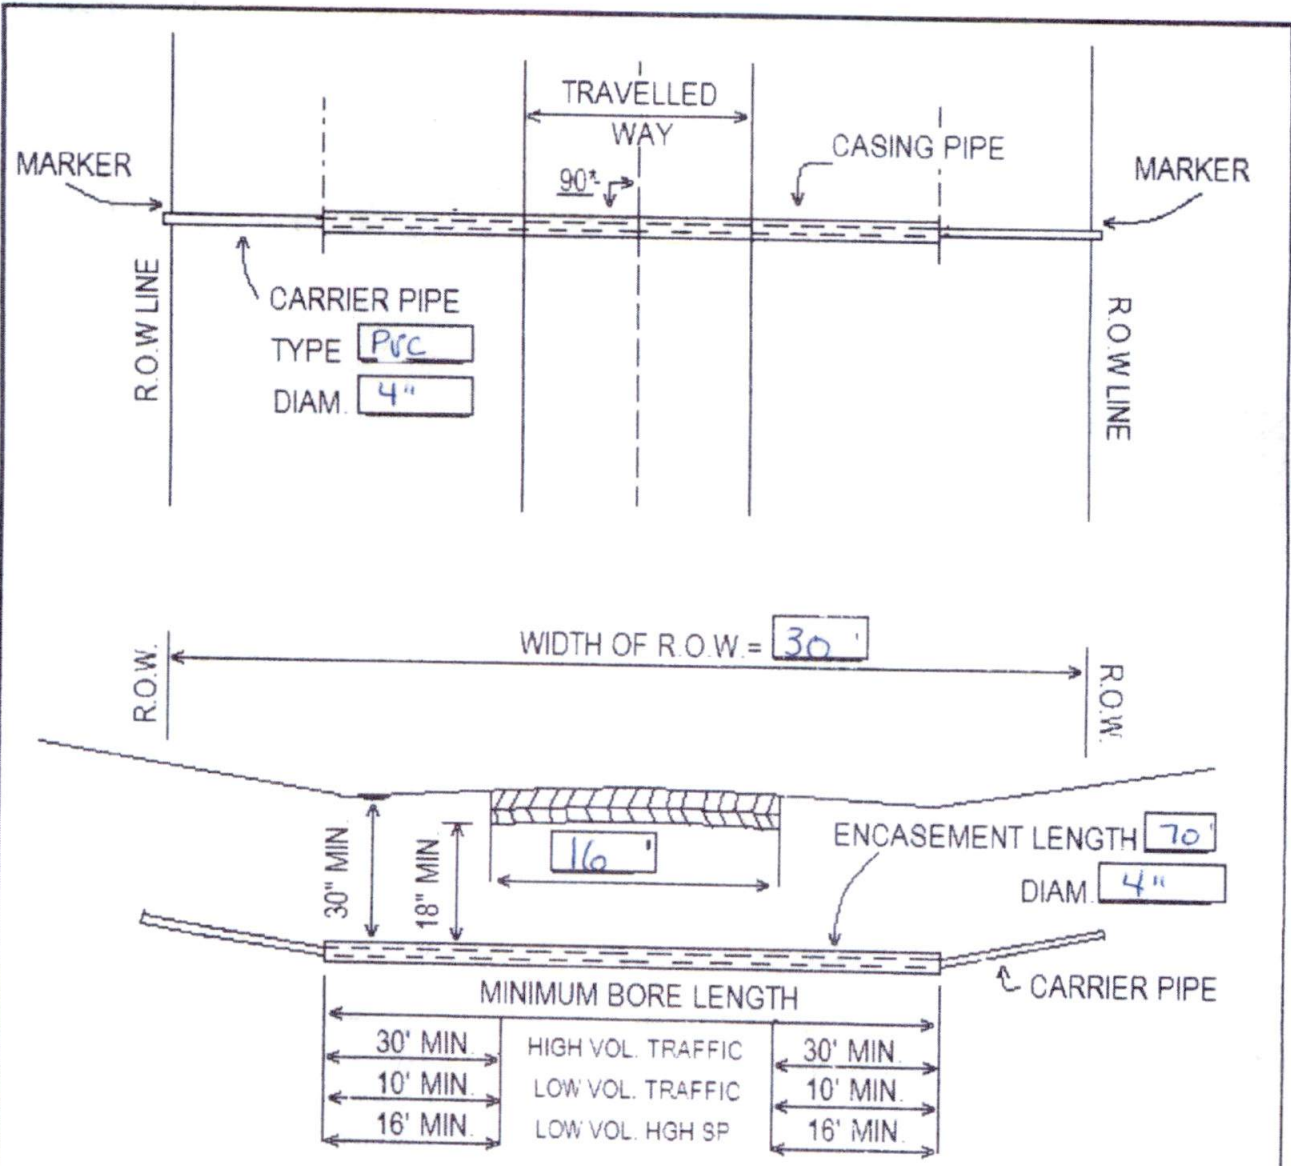 TRAVELLED
WAY
MARKER
90°
CASING PIPE
MARKER
R.O.W LINE
CARRIER PIPE
TYPE PVC
DIAM. 4"
R.O.W LINE
WIDTH OF R.O.W. = 30 '
R.O.W.
R.O.W.
30" MIN
18" MIN.
16 '
ENCASEMENT LENGTH 70'
DIAM. 4"
CARRIER PIPE
MINIMUM BORE LENGTH
30' MIN. HIGH VOL. TRAFFIC 30' MIN.
10' MIN. LOW VOL. TRAFFIC 10' MIN.
16' MIN. LOW VOL. HGH SP 16' MIN.